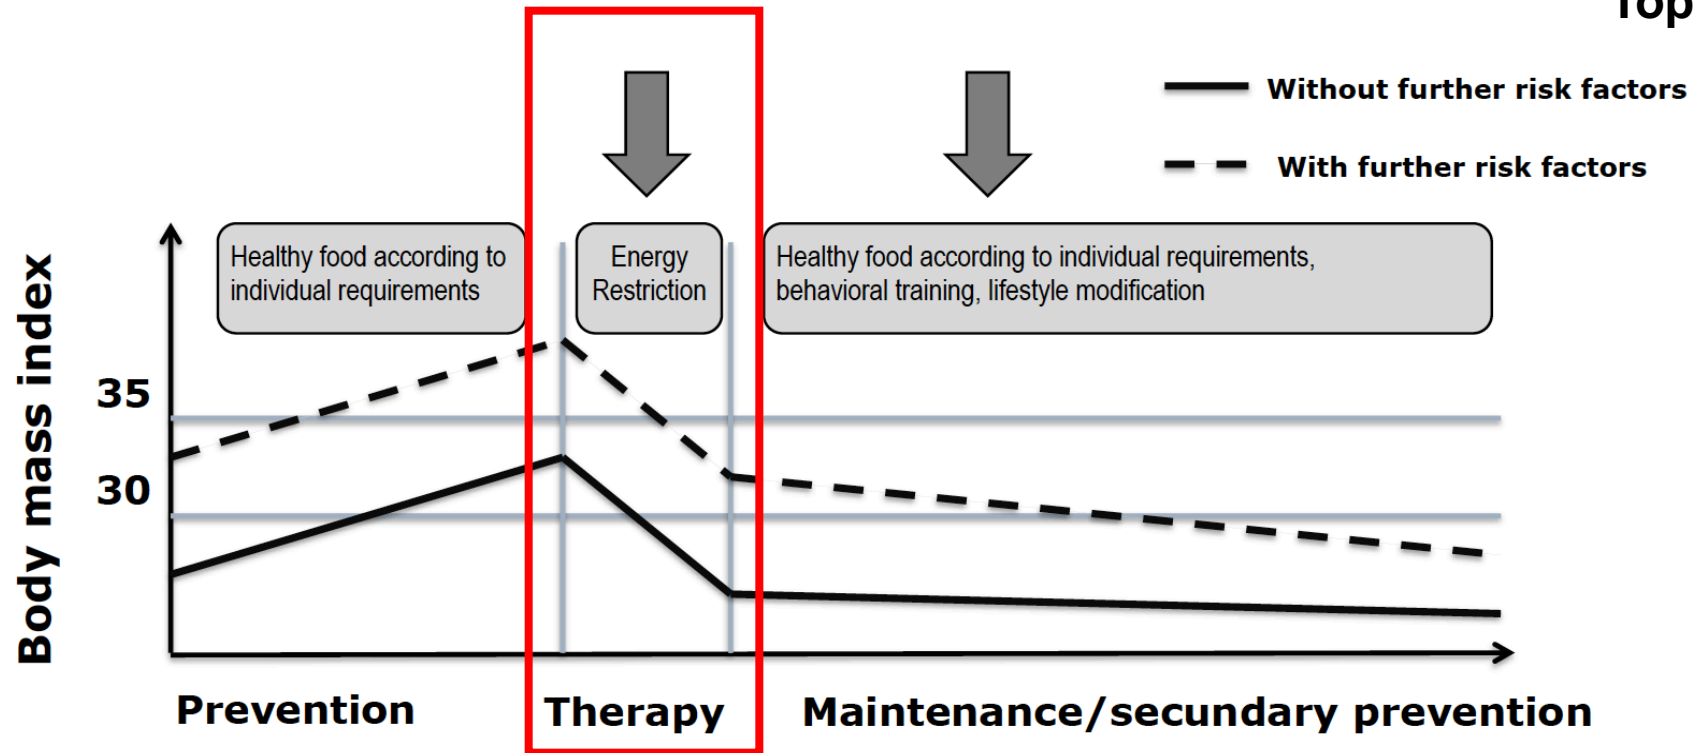 Top
Without further risk factors
With further risk factors
Healthy food according to
individual requirements
Energy
Restriction
Healthy food according to individual requirements,
behavioral training, lifestyle modification
Body mass index
35
30
Prevention
Therapy
Maintenance/secundary prevention